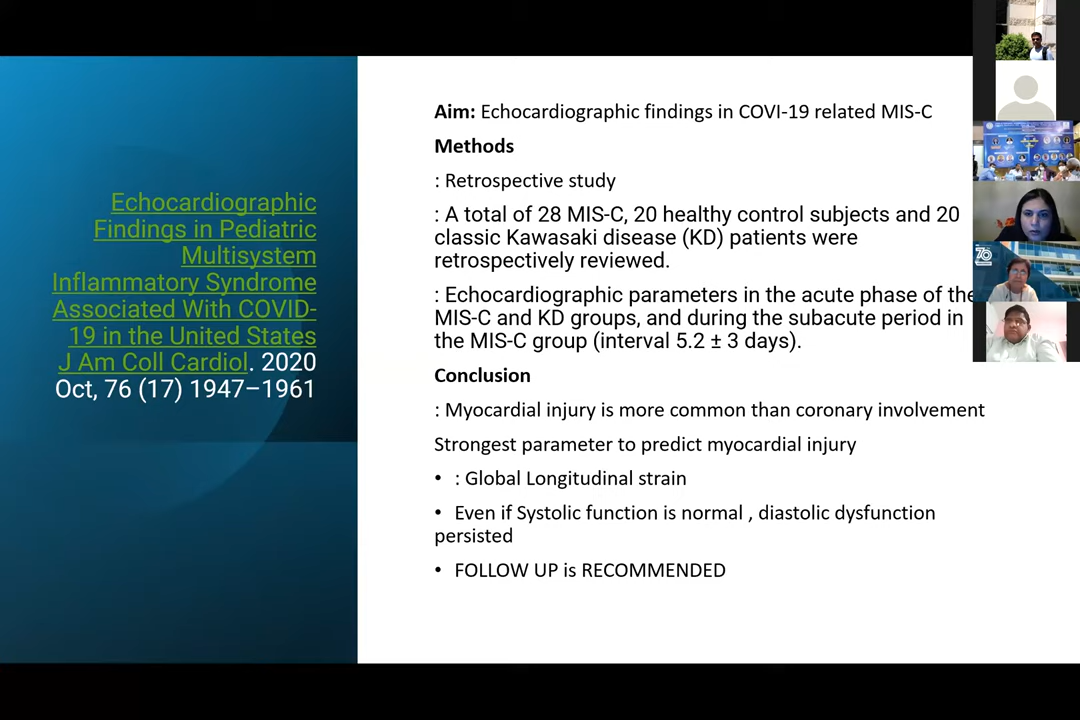 Echocardiographic
Findings in Pediatric
Multisystem
Inflammatory Syndrome
Associated With COVID-
19 in the United States
J Am Coll Cardiol. 2020
Oct, 76 (17) 1947–1961
Aim: Echocardiographic findings in COVI-19 related MIS-C
Methods
: Retrospective study
: A total of 28 MIS-C, 20 healthy control subjects and 20
classic Kawasaki disease (KD) patients were
retrospectively reviewed.
: Echocardiographic parameters in the acute phase of the
MIS-C and KD groups, and during the subacute period in
the MIS-C group (interval 5.2 ± 3 days).
Conclusion
: Myocardial injury is more common than coronary involvement
Strongest parameter to predict myocardial injury
• : Global Longitudinal strain
• Even if Systolic function is normal , diastolic dysfunction
persisted
• FOLLOW UP is RECOMMENDED